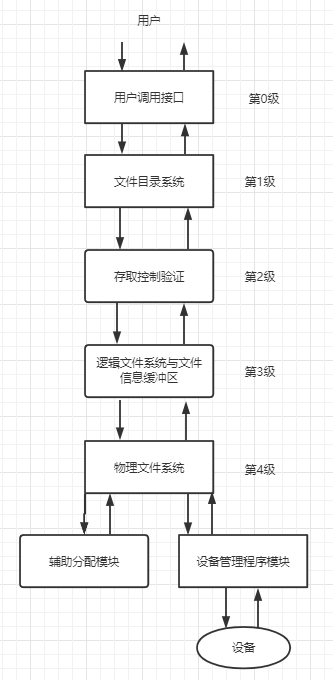 用户
用户调用接口
第0级
文件目录系统
第1级
存取控制验证
第2级
逻辑文件系统与文件
信息缓冲区
第3级
物理文件系统
第4级
辅助分配模块
设备管理程序模块
设备